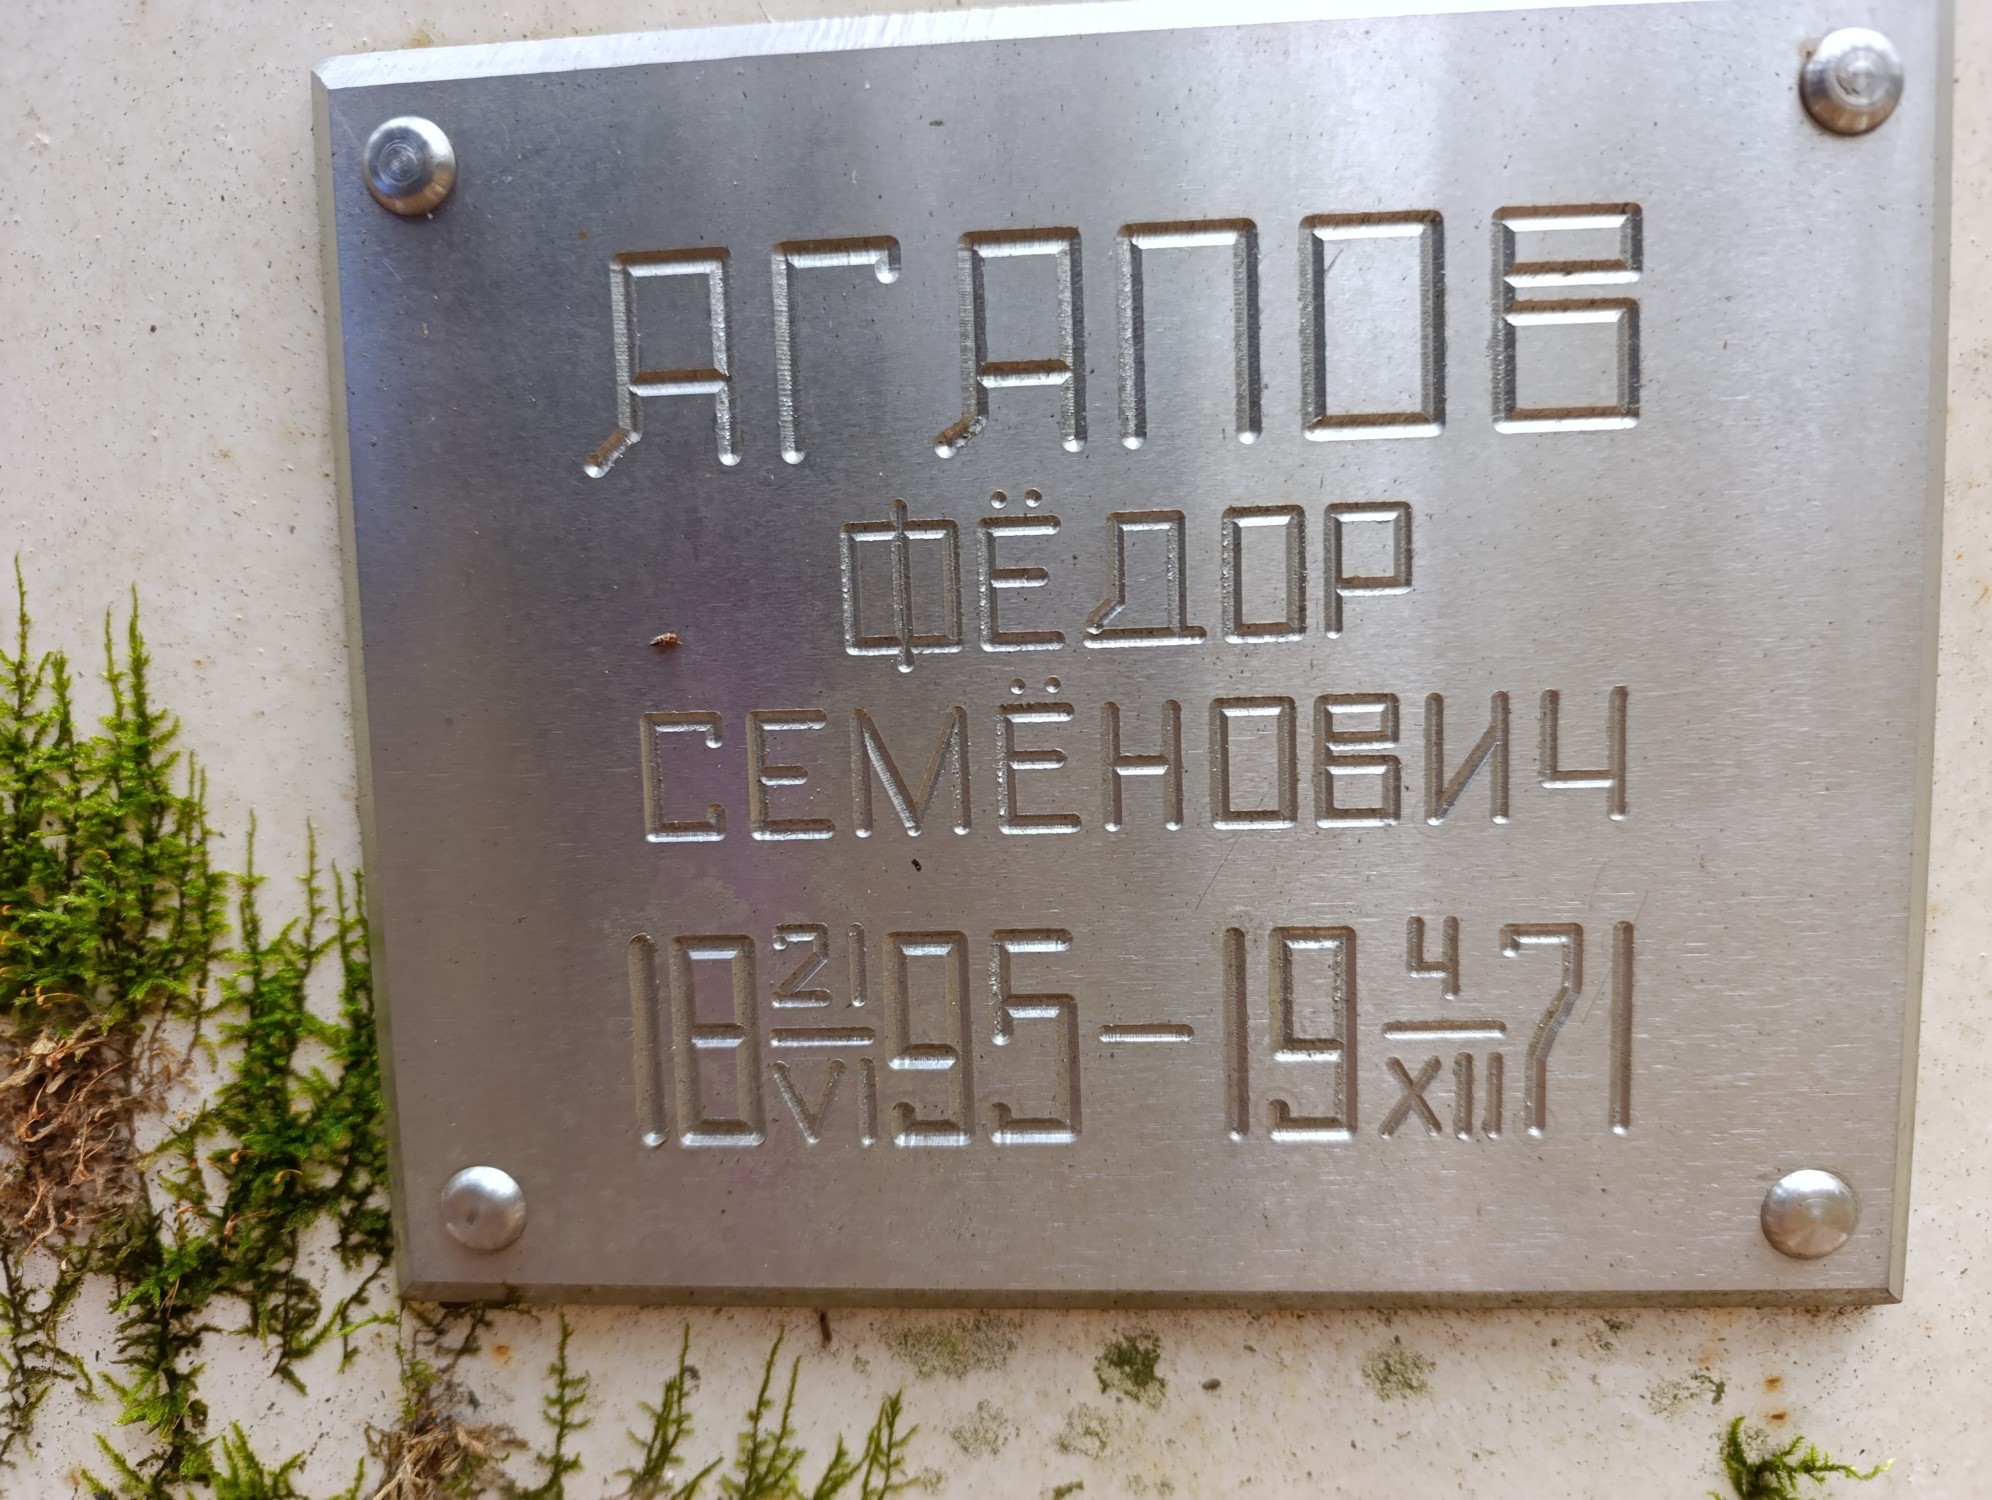 АГАПОВ
ФЁДОР
СЕМЁНОВИЧ
18 21/VI 95 - 19 4/XII 71